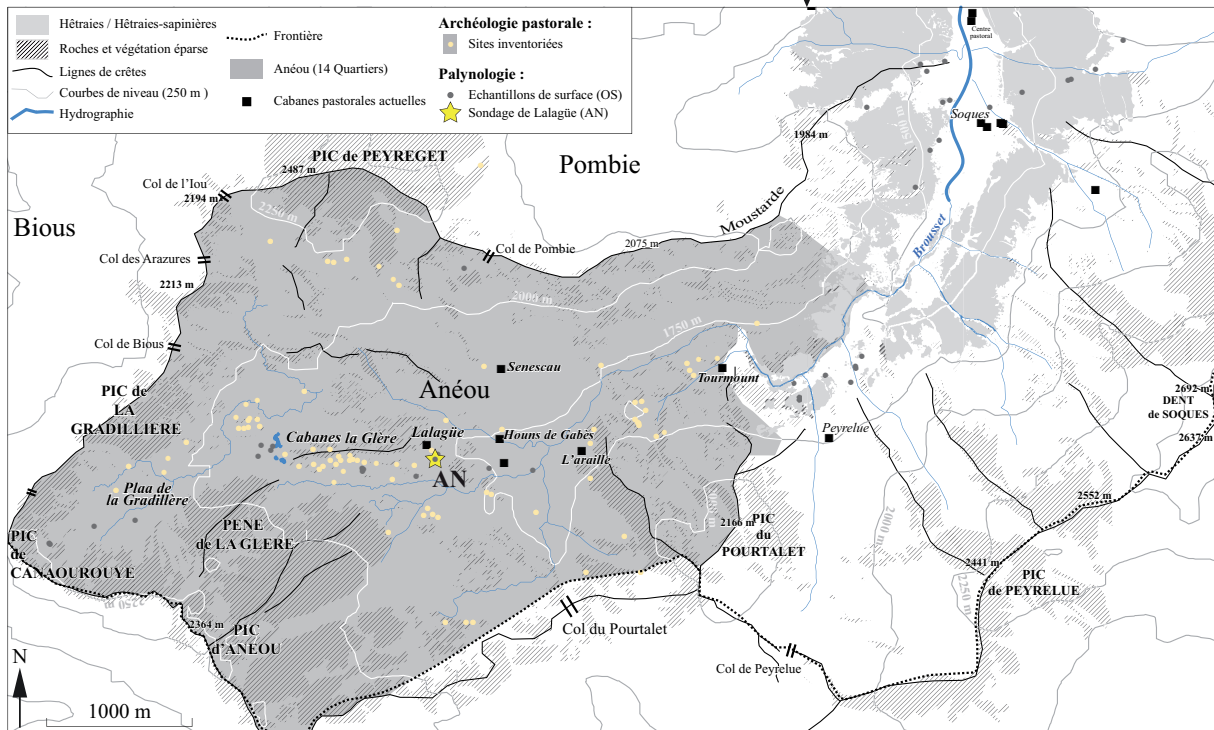 Hêtraies / Hêtraies-sapinières
Roches et végétation éparse
Lignes de crêtes
Courbes de niveau (250 m )
Hydrographie
Frontière
Anéou (14 Quartiers)
Cabanes pastorales actuelles
Archéologie pastorale :
Sites inventoriées
Palynologie :
Echantillons de surface (OS)
Sondage de Lalagüe (AN)
Centre
pastoral
Soques
1984 m
PIC de PEYREGET
2487 m
Pombie
Col de l'Iou
2194 m
Moustarde
2250 m
Bious
Col de Pombie
2075 m
Brousset
Col des Arazures
2213 m
2000 m
1750 m
Col de Bious
Senescau
Tourmount
Anéou
PIC de
LA
GRADILLIERE
2692 m
DENT
de SOQUES
2637 m
Cabanes la Glère
Lalagüe
Houns de Gabès
Peyrelue
L'araille
AN
Plaa de
la Gradillère
2552 m
2000 m
2166 m
PIC
du
POURTALET
PENE
de LA GLERE
PIC
de
CANAOUROUYE
2441 m
PIC
de PEYRELUE
2250 m
2250 m
2364 m
PIC
d'ANEOU
Col du Pourtalet
Col de Peyrelue
N
1000 m